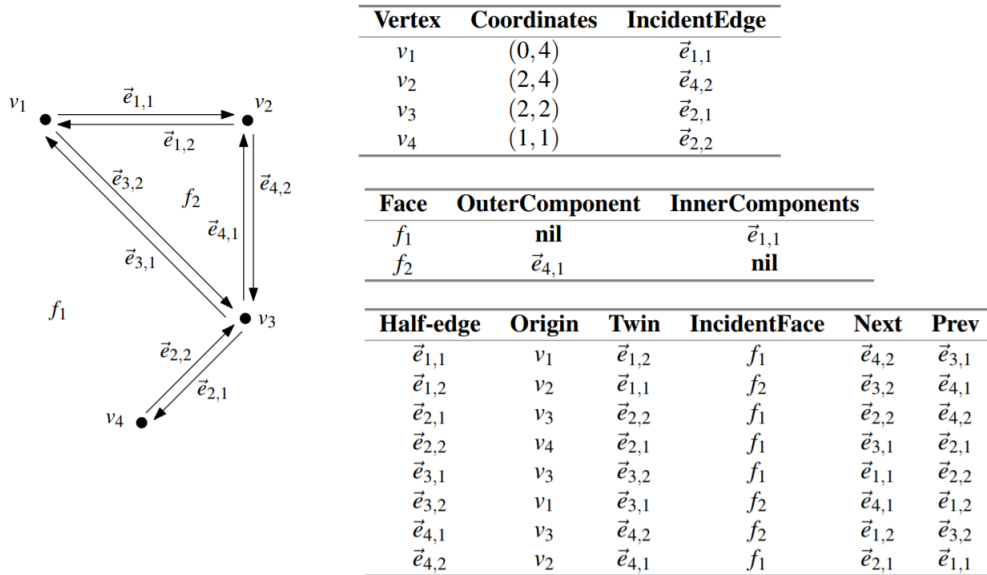 v₁ e⃗₁,₁ v₂
e⃗₁,₂
e⃗₃,₂ f₂ e⃗₄,₂
e⃗₄,₁
e⃗₃,₁
f₁ v₃
e⃗₂,₂
e⃗₂,₁
v₄
Vertex Coordinates IncidentEdge
v₁ (0,4) e⃗₁,₁
v₂ (2,4) e⃗₄,₂
v₃ (2,2) e⃗₂,₁
v₄ (1,1) e⃗₂,₂
Face OuterComponent InnerComponents
f₁ nil e⃗₁,₁
f₂ e⃗₄,₁ nil
Half-edge Origin Twin IncidentFace Next Prev
e⃗₁,₁ v₁ e⃗₁,₂ f₁ e⃗₄,₂ e⃗₃,₁
e⃗₁,₂ v₂ e⃗₁,₁ f₂ e⃗₃,₂ e⃗₄,₁
e⃗₂,₁ v₃ e⃗₂,₂ f₁ e⃗₂,₂ e⃗₄,₂
e⃗₂,₂ v₄ e⃗₂,₁ f₁ e⃗₃,₁ e⃗₂,₁
e⃗₃,₁ v₃ e⃗₃,₂ f₁ e⃗₁,₁ e⃗₂,₂
e⃗₃,₂ v₁ e⃗₃,₁ f₂ e⃗₄,₁ e⃗₁,₂
e⃗₄,₁ v₃ e⃗₄,₂ f₂ e⃗₁,₂ e⃗₃,₂
e⃗₄,₂ v₂ e⃗₄,₁ f₁ e⃗₂,₁ e⃗₁,₁